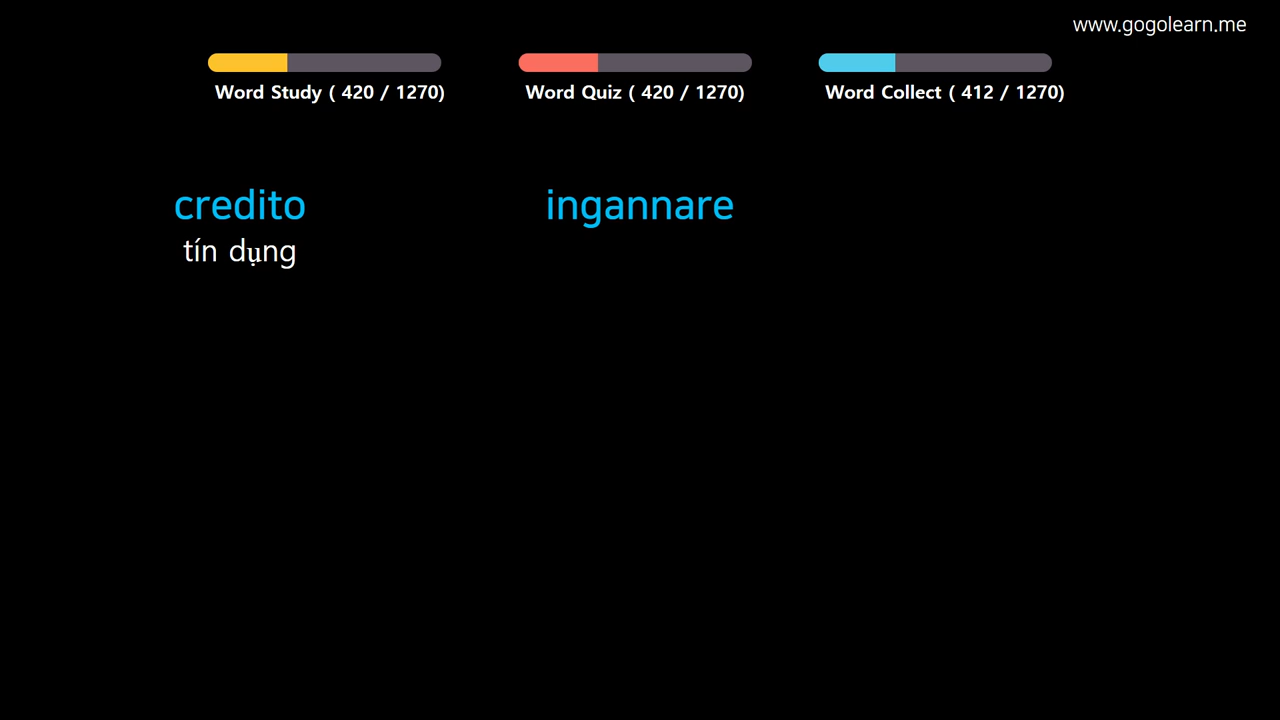 www.gogolearn.me
Word Study ( 420 / 1270)
Word Quiz ( 420 / 1270)
Word Collect ( 412 / 1270)
credito
tín dụng
ingannare